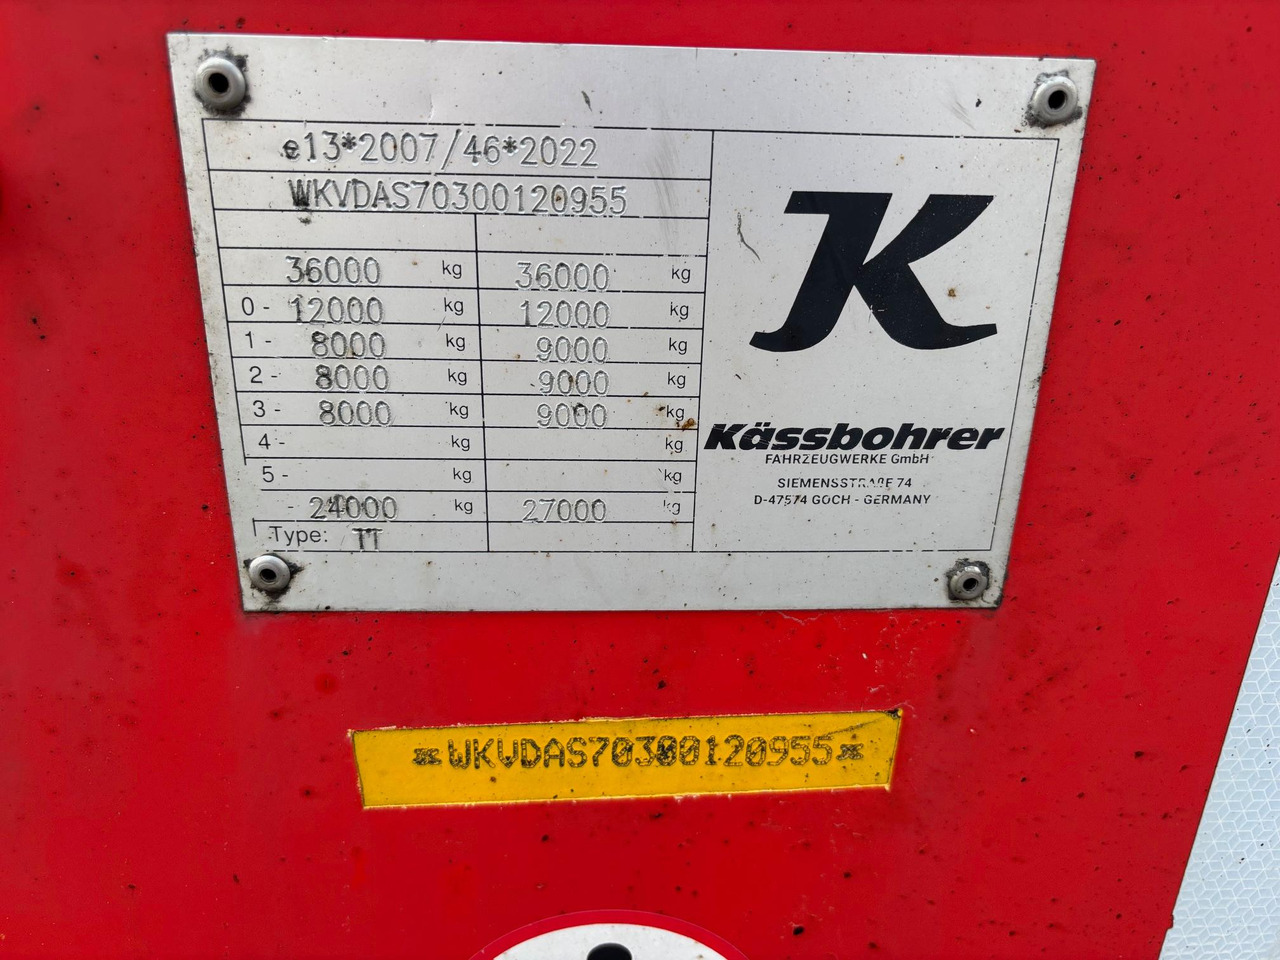 e13*2007/46*2022
WKVDAS70300120955
36000 kg 36000 kg
0- 12000 kg 12000 kg
1- 8000 kg 9000 kg
2- 8000 kg 9000 kg
3- 8000 kg 9000 kg
4- kg kg
5- kg kg
- 24000 kg 27000 kg
Type: TT
K
Kässbohrer
FAHRZEUGWERKE GmbH
SIEMENSSTRAßE 74
D-47574 GOCH - GERMANY
*WKVDAS70300120955*